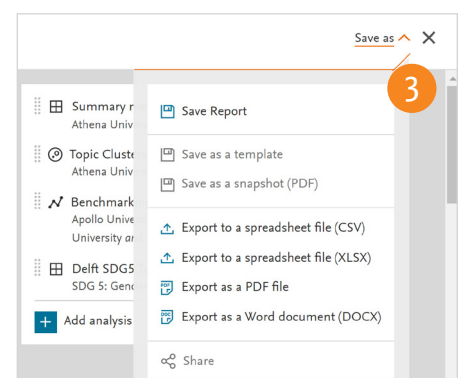 Save as
3
Summary
Athena Univ
Topic Cluste
Athena Univ
Benchmark
Apollo Unive
University an
Delft SDG5
SDG 5: Gend
Add analysis
Save Report
Save as a template
Save as a snapshot (PDF)
Export to a spreadsheet file (CSV)
Export to a spreadsheet file (XLSX)
Export as a PDF file
Export as a Word document (DOCX)
Share